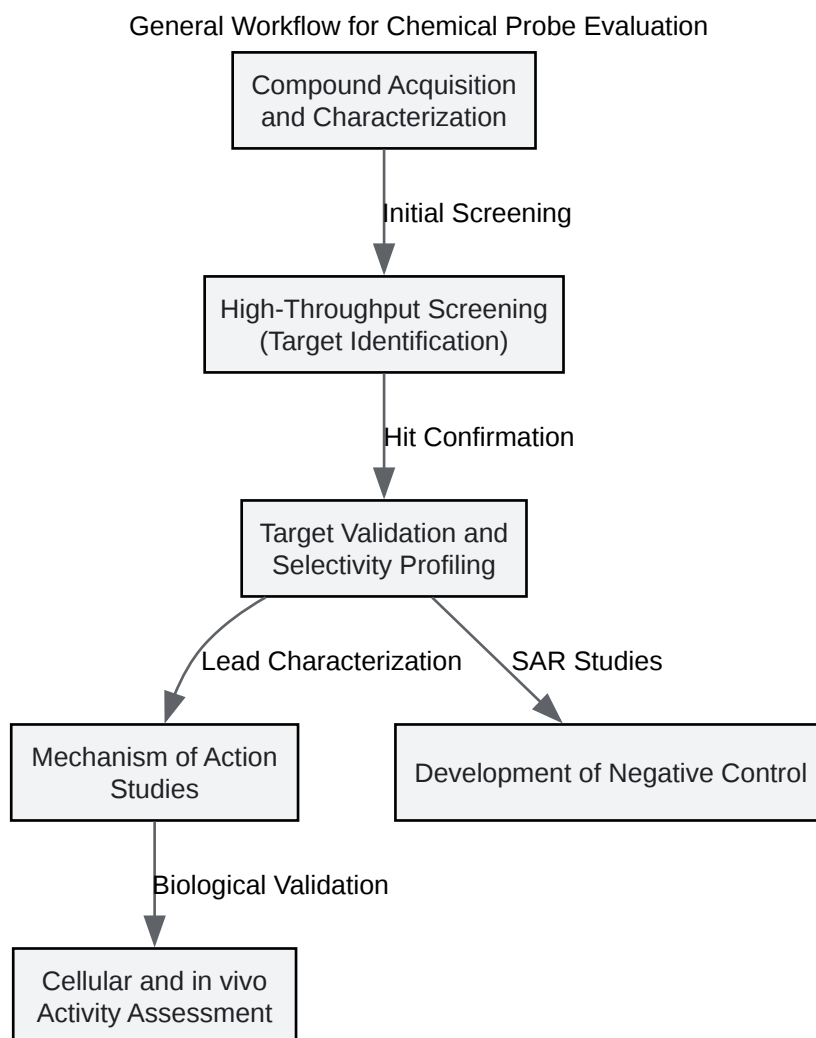 General Workflow for Chemical Probe Evaluation
Compound Acquisition
and Characterization
Initial Screening
High-Throughput Screening
(Target Identification)
Hit Confirmation
Target Validation and
Selectivity Profiling
Lead Characterization
SAR Studies
Mechanism of Action
Studies
Development of Negative Control
Biological Validation
Cellular and in vivo
Activity Assessment